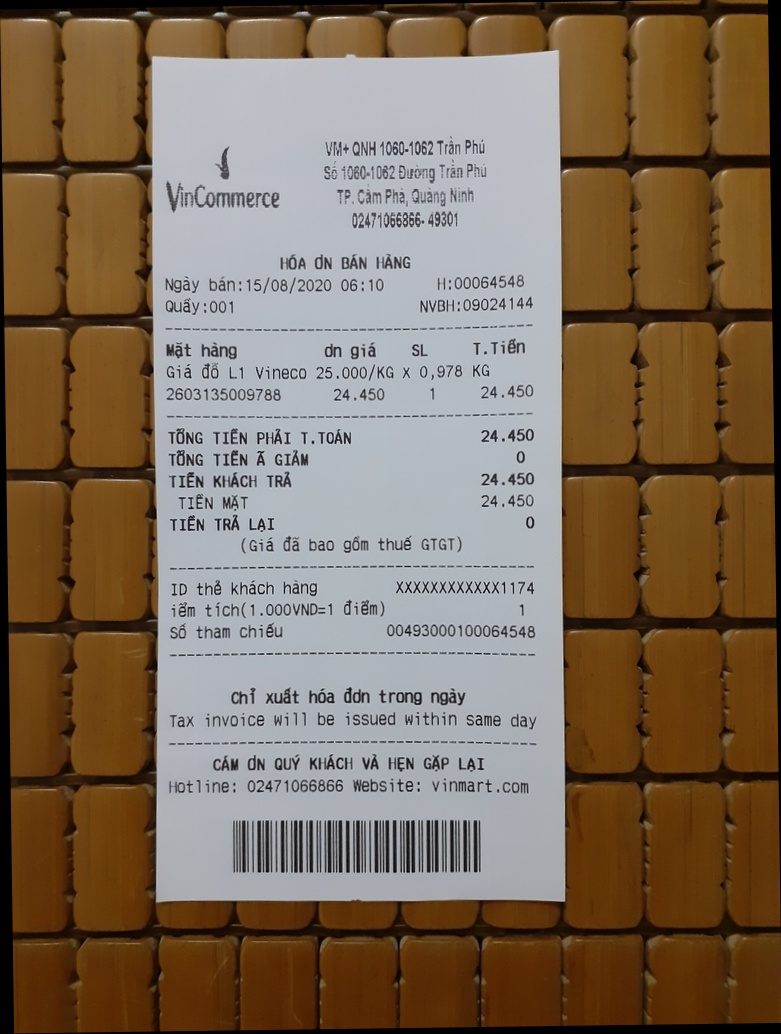 VinCommerce
VM+ QNH 1060-1062 Trần Phú
Số 1060-1062 Đường Trần Phú
TP. Cẩm Phả, Quảng Ninh
02471066866- 49301
HÓA ƠN BÁN HÀNG
Ngày bán:15/08/2020 06:10 H:00064548
Quầy:001 NVBH:09024144
Mặt hàng ơn giá SL T.Tiền
Giá đỗ L1 Vineco 25.000/KG X 0,978 KG
2603135009788 24.450 1 24.450
TỔNG TIỀN PHẢI T.TOÁN 24.450
TỔNG TIỀN Ã GIẢM 0
TIỀN KHÁCH TRẢ 24.450
TIỀN MẶT 24.450
TIỀN TRẢ LẠI 0
(Giá đã bao gồm thuế GTGT)
ID thẻ khách hàng XXXXXXXXXXXX1174
iểm tích(1.000VND=1 điểm) 1
Số tham chiếu 00493000100064548
Chỉ xuất hóa đơn trong ngày
Tax invoice will be issued within same day
CÁM ƠN QUÝ KHÁCH VÀ HẸN GẶP LẠI
Hotline: 02471066866 Website: vinmart.com